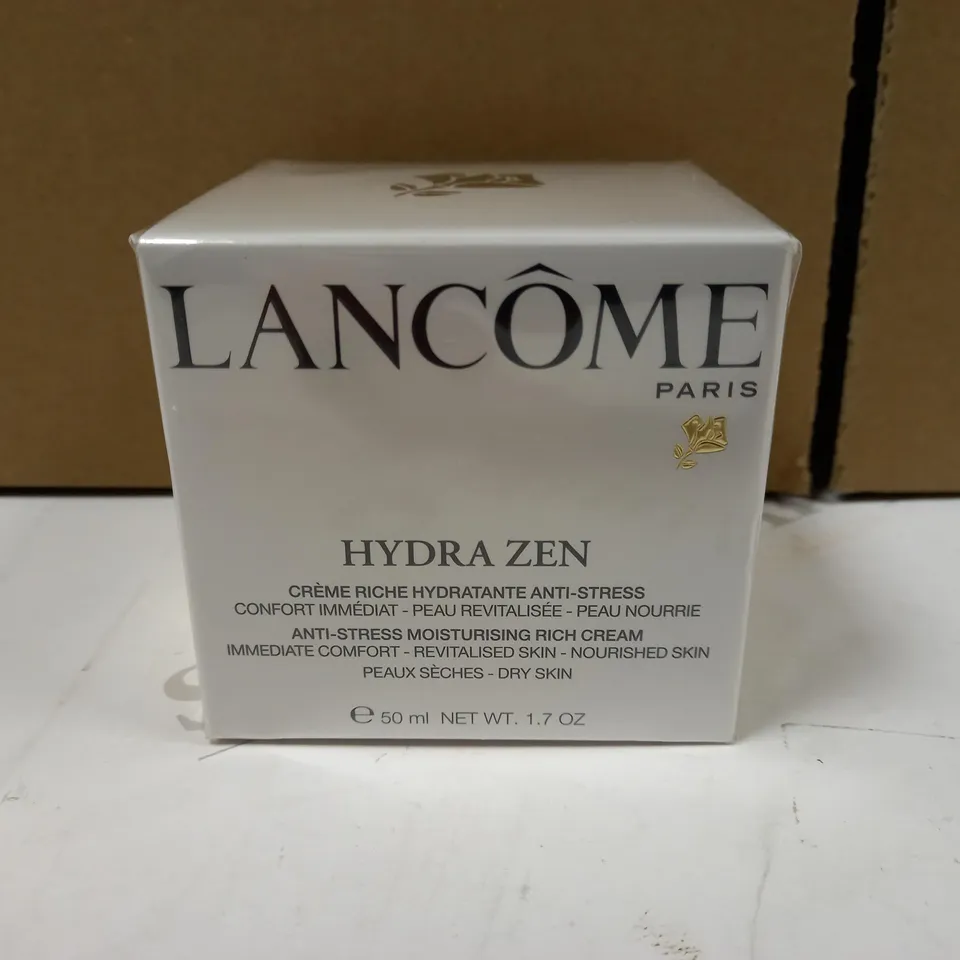 LANCÔME
PARIS
HYDRA ZEN
CRÈME RICHE HYDRATANTE ANTI-STRESS
CONFORT IMMÉDIAT - PEAU REVITALISÉE - PEAU NOURRIE
ANTI-STRESS MOISTURISING RICH CREAM
IMMEDIATE COMFORT - REVITALISED SKIN - NOURISHED SKIN
PEAUX SÈCHES - DRY SKIN
℮ 50 ml NET WT. 1.7 OZ